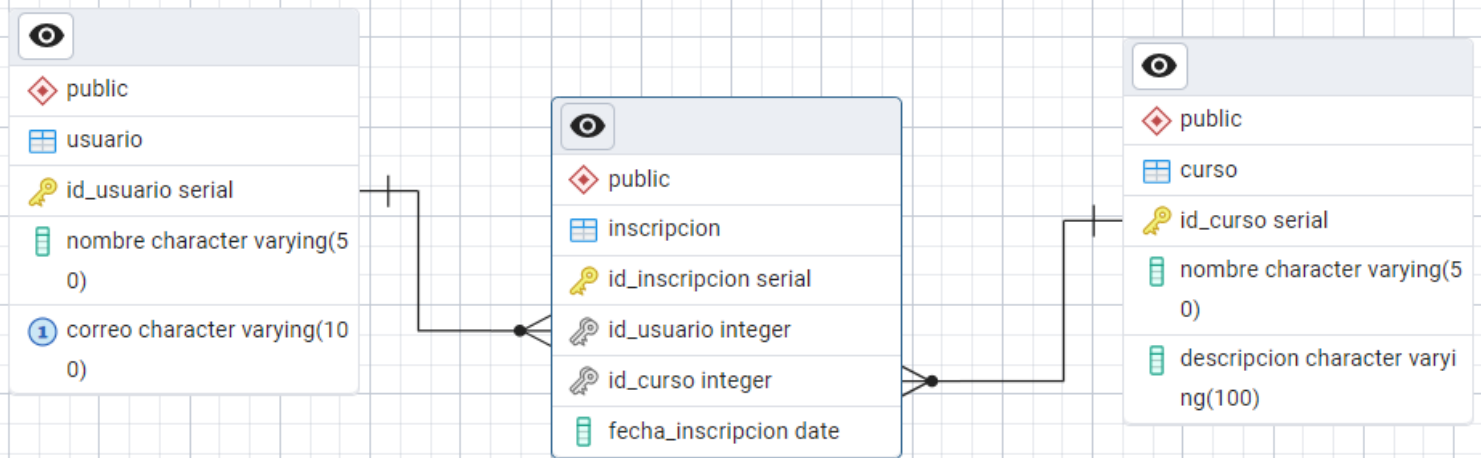 public
usuario
id_usuario serial
nombre character varying(5
0)
1 correo character varying(10
0)
public
inscripcion
id_inscripcion serial
id_usuario integer
id_curso integer
fecha_inscripcion date
public
curso
id_curso serial
nombre character varying(5
0)
descripcion character varyi
ng(100)